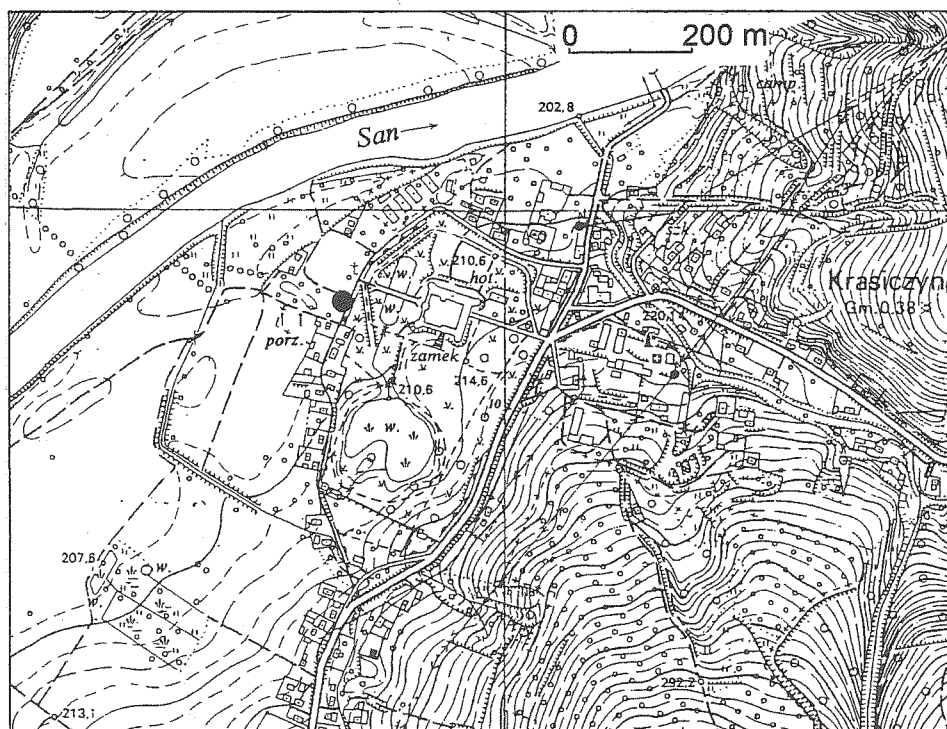 0 200 m
camp.
202,8
San
210,6
w.
hot.
Krasiczyn
Gm. 0.38
w.
220,1
porz.
zamek
210,6
214,6
10
w.
207,6
w.
w.
292,2
213,1